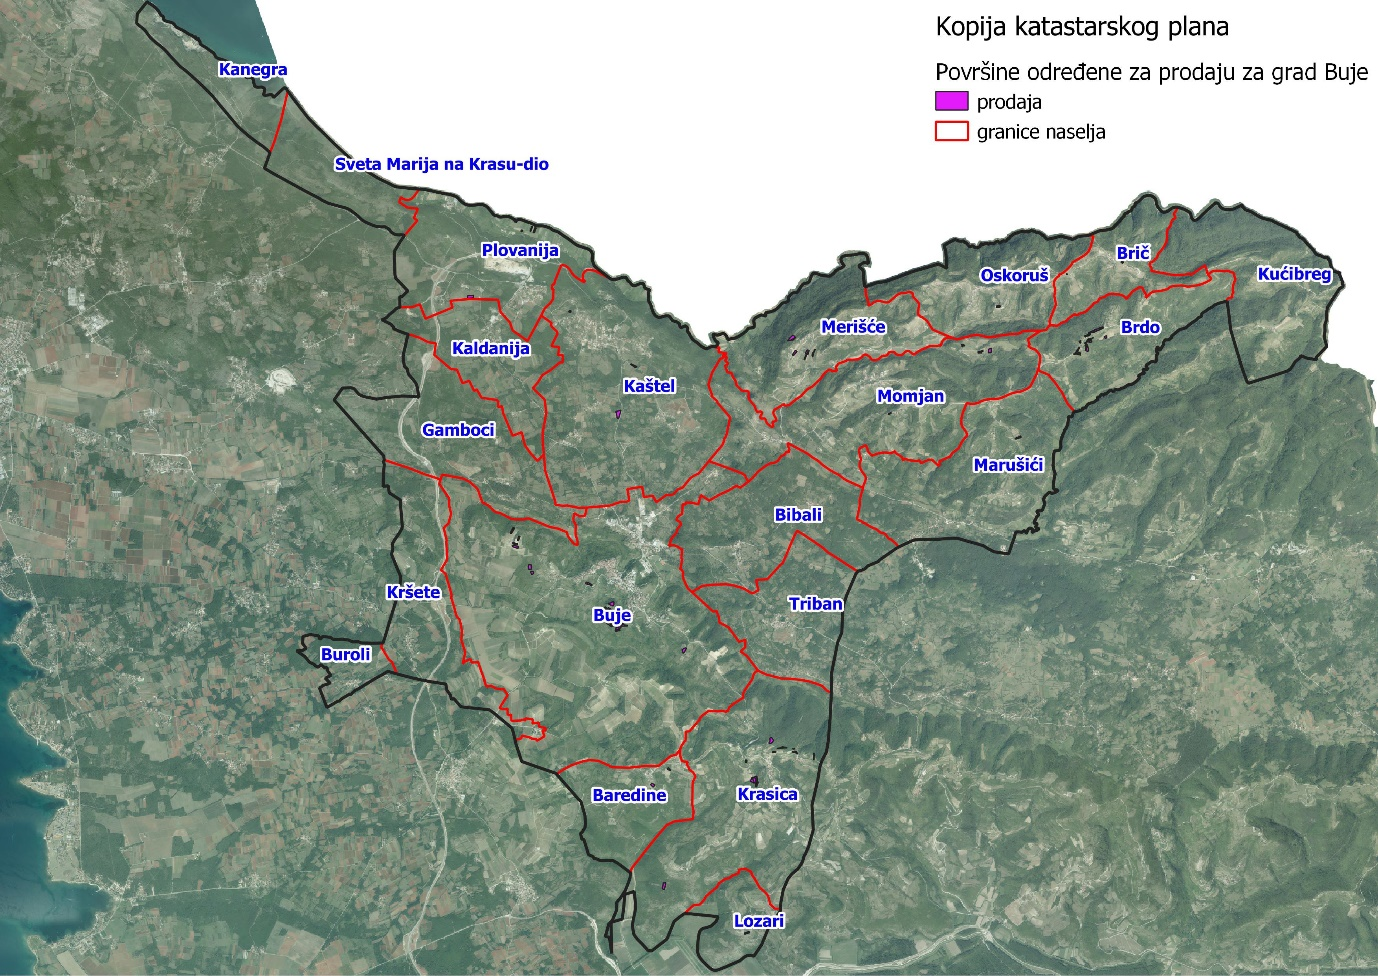 Kopija katastarskog plana
Površine određene za prodaju za grad Buje
prodaja
granice naselja
Kanegra
Sveta Marija na Krasu-dio
Plovanija
Brič
Oskoruš
Kućibreg
Merišće
Brdo
Kaldanija
Kaštel
Momjan
Gamboci
Marušići
Bibali
Kršete
Triban
Buje
Buroli
Baredine
Krasica
Lozari